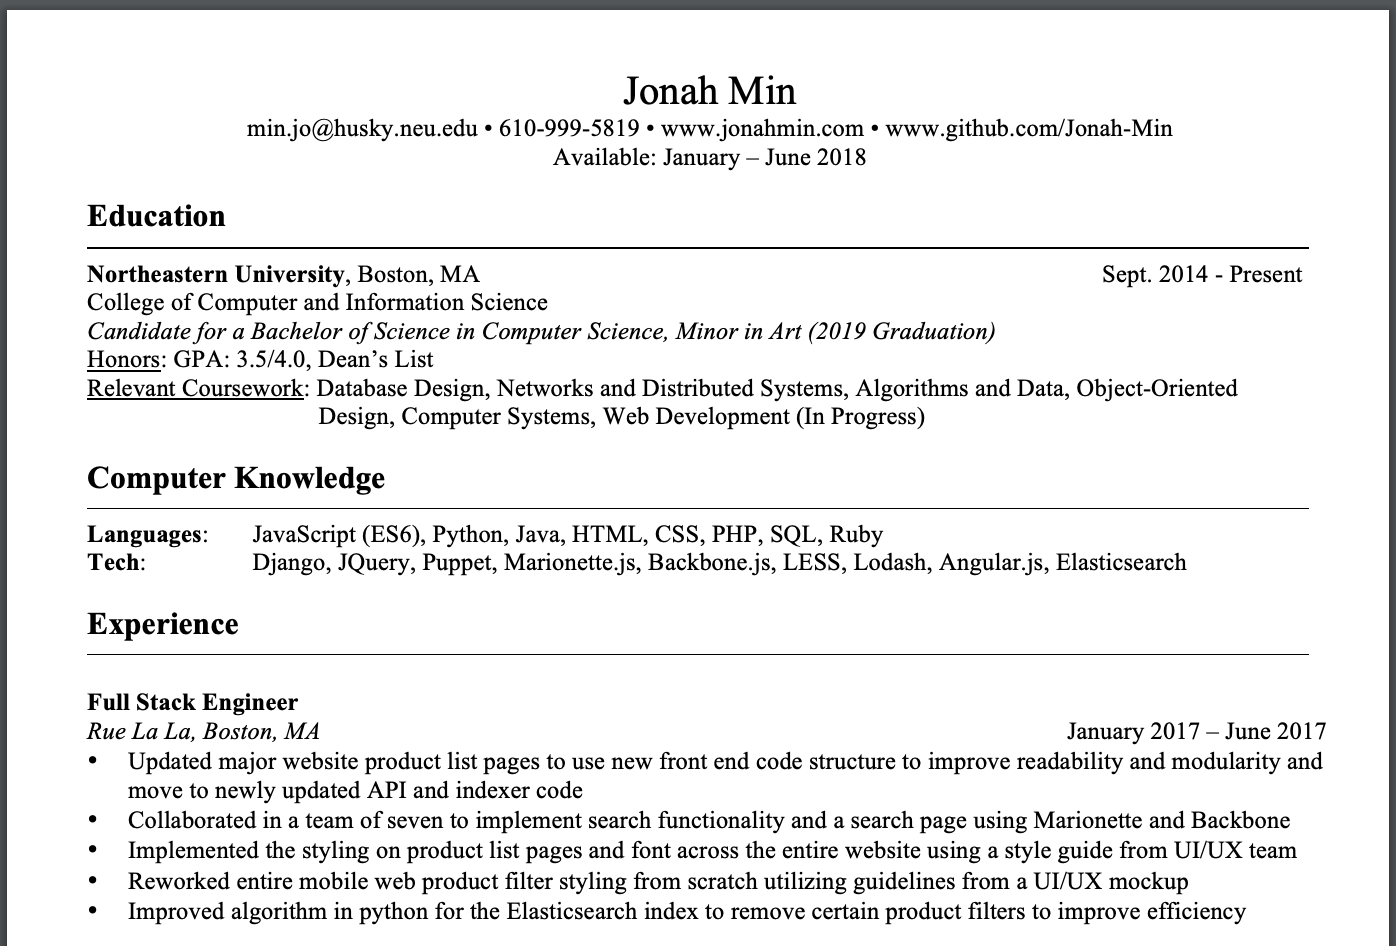 Jonah Min
min.jo@husky.neu.edu • 610-999-5819 • www.jonahmin.com • www.github.com/Jonah-Min
Available: January – June 2018
Education
Northeastern University, Boston, MA Sept. 2014 - Present
College of Computer and Information Science
Candidate for a Bachelor of Science in Computer Science, Minor in Art (2019 Graduation)
Honors: GPA: 3.5/4.0, Dean’s List
Relevant Coursework: Database Design, Networks and Distributed Systems, Algorithms and Data, Object-Oriented
Design, Computer Systems, Web Development (In Progress)
Computer Knowledge
Languages: JavaScript (ES6), Python, Java, HTML, CSS, PHP, SQL, Ruby
Tech: Django, JQuery, Puppet, Marionette.js, Backbone.js, LESS, Lodash, Angular.js, Elasticsearch
Experience
Full Stack Engineer
Rue La La, Boston, MA January 2017 – June 2017
• Updated major website product list pages to use new front end code structure to improve readability and modularity and
move to newly updated API and indexer code
• Collaborated in a team of seven to implement search functionality and a search page using Marionette and Backbone
• Implemented the styling on product list pages and font across the entire website using a style guide from UI/UX team
• Reworked entire mobile web product filter styling from scratch utilizing guidelines from a UI/UX mockup
• Improved algorithm in python for the Elasticsearch index to remove certain product filters to improve efficiency